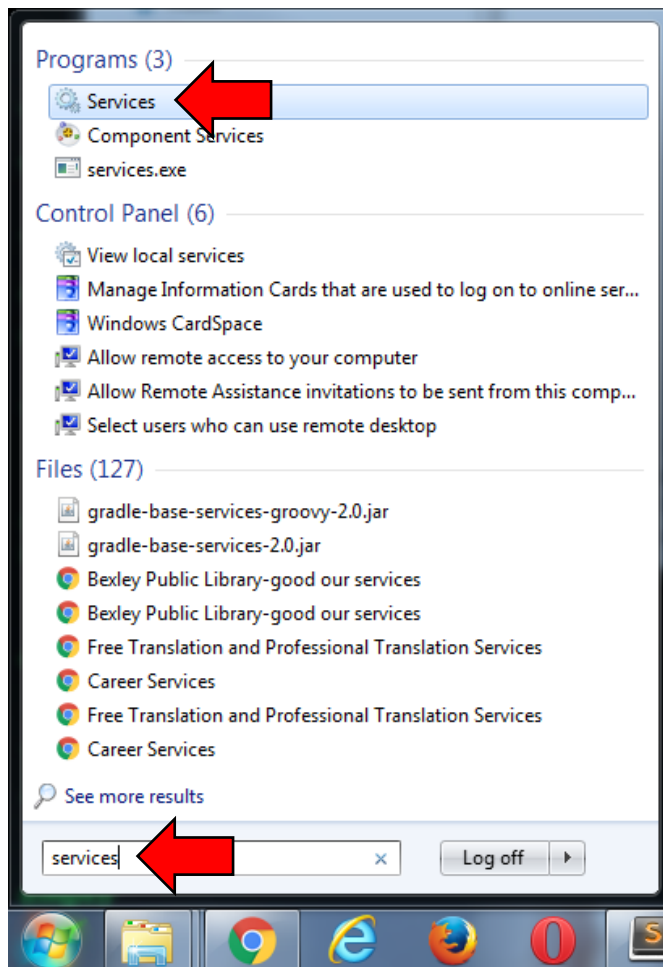 Programs (3)
Services
Component Services
services.exe
Control Panel (6)
View local services
Manage Information Cards that are used to log on to online ser...
Windows CardSpace
Allow remote access to your computer
Allow Remote Assistance invitations to be sent from this comp...
Select users who can use remote desktop
Files (127)
gradle-base-services-groovy-2.0.jar
gradle-base-services-2.0.jar
Bexley Public Library-good our services
Bexley Public Library-good our services
Free Translation and Professional Translation Services
Career Services
Free Translation and Professional Translation Services
Career Services
See more results
services
Log off